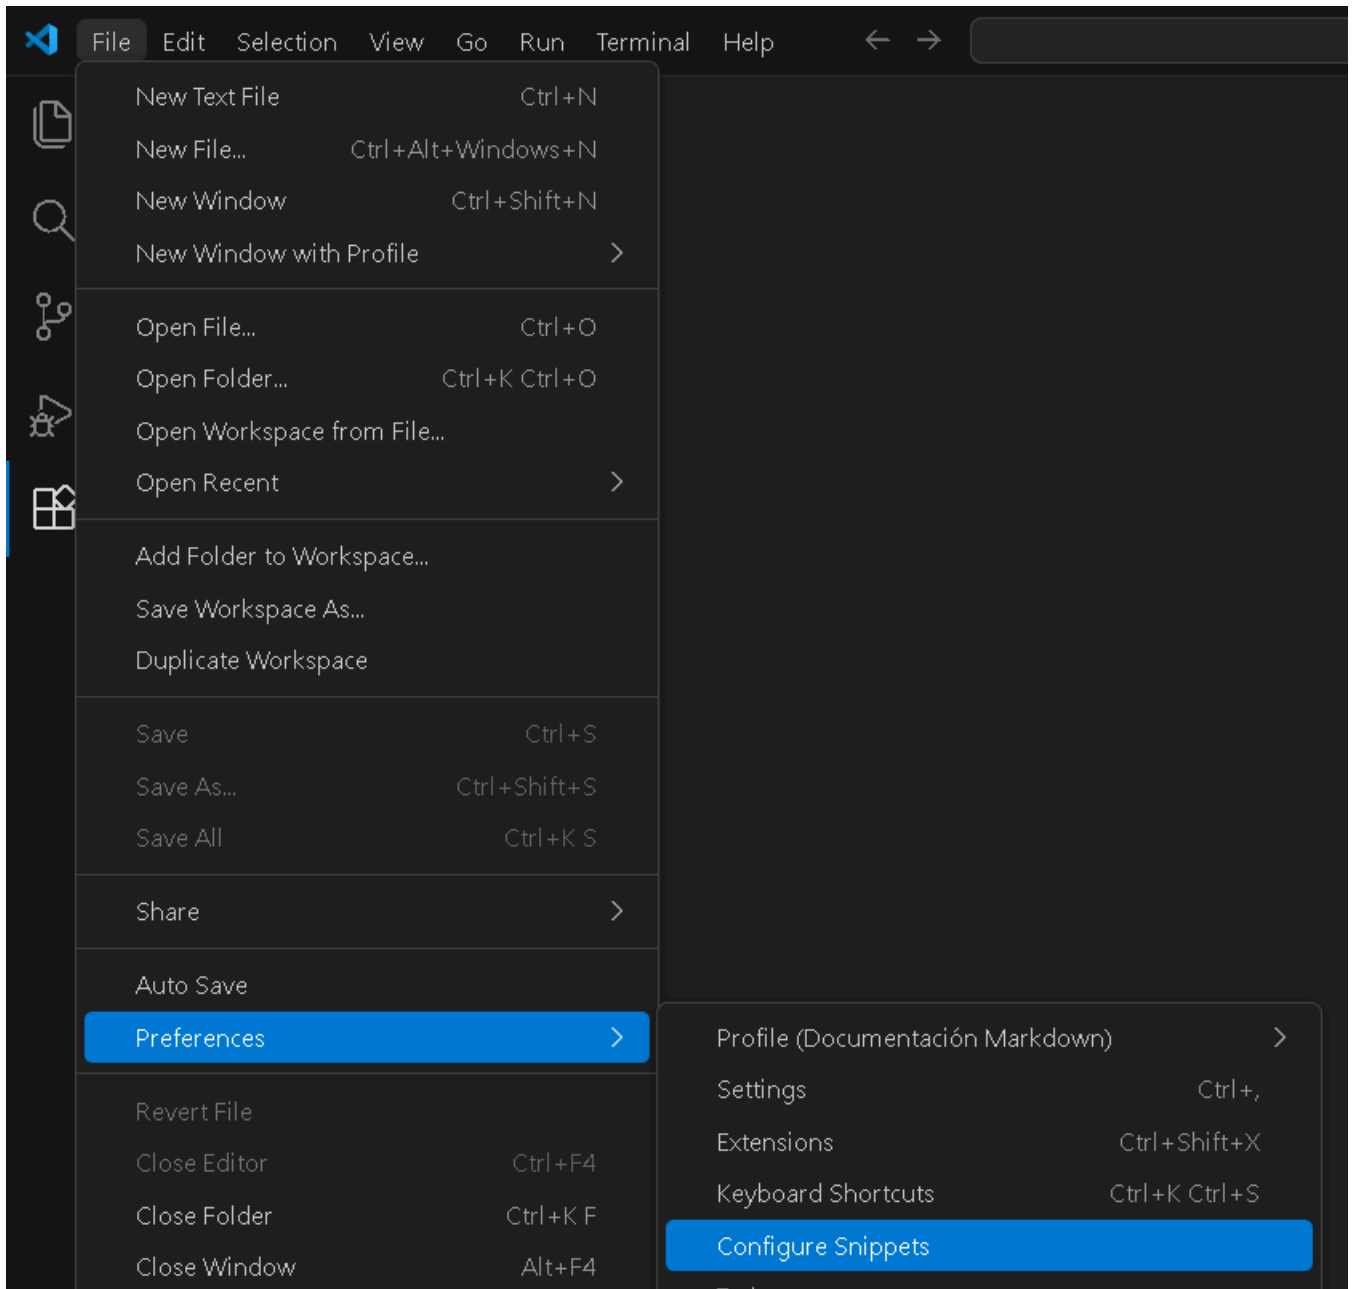 File Edit Selection View Go Run Terminal Help
New Text File Ctrl+N
New File... Ctrl+Alt+Windows+N
New Window Ctrl+Shift+N
New Window with Profile
Open File... Ctrl+O
Open Folder... Ctrl+K Ctrl+O
Open Workspace from File...
Open Recent
Add Folder to Workspace...
Save Workspace As...
Duplicate Workspace
Save Ctrl+S
Save As... Ctrl+Shift+S
Save All Ctrl+K S
Share
Auto Save
Preferences
Revert File
Close Editor Ctrl+F4
Close Folder Ctrl+K F
Close Window Alt+F4
Profile (Documentación Markdown)
Settings Ctrl+,
Extensions Ctrl+Shift+X
Keyboard Shortcuts Ctrl+K Ctrl+S
Configure Snippets